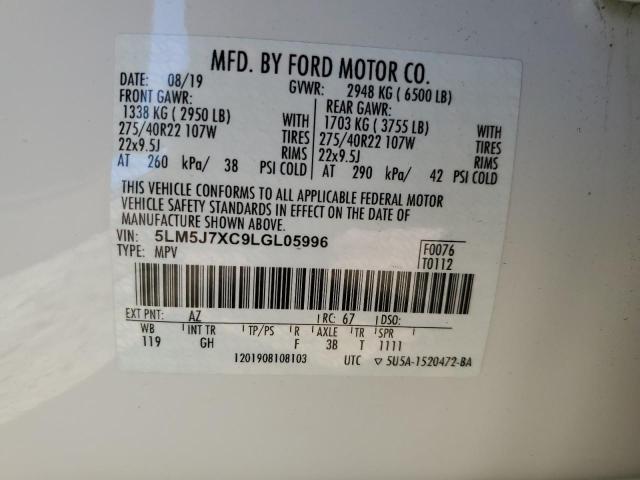 MFD. BY FORD MOTOR CO.
DATE: 08/19 GVWR: 2948 KG ( 6500 LB)
FRONT GAWR: REAR GAWR:
1338 KG ( 2950 LB) WITH 1703 KG ( 3755 LB) WITH
275/40R22 107W TIRES 275/40R22 107W TIRES
22x9.5J RIMS 22x9.5J RIMS
AT 260 kPa/ 38 PSI COLD AT 290 kPa/ 42 PSI COLD
THIS VEHICLE CONFORMS TO ALL APPLICABLE FEDERAL MOTOR
VEHICLE SAFETY STANDARDS IN EFFECT ON THE DATE OF
MANUFACTURE SHOWN ABOVE.
VIN: 5LM5J7XC9LGL05996 F0076
TYPE: MPV T0112
EXT PNT: AZ RC: 67 DSO:
WB INT TR TP/PS R AXLE TR SPR
119 GH F 3B T 1111
1201908108103 UTC ▽ 5U5A-1520472-BA